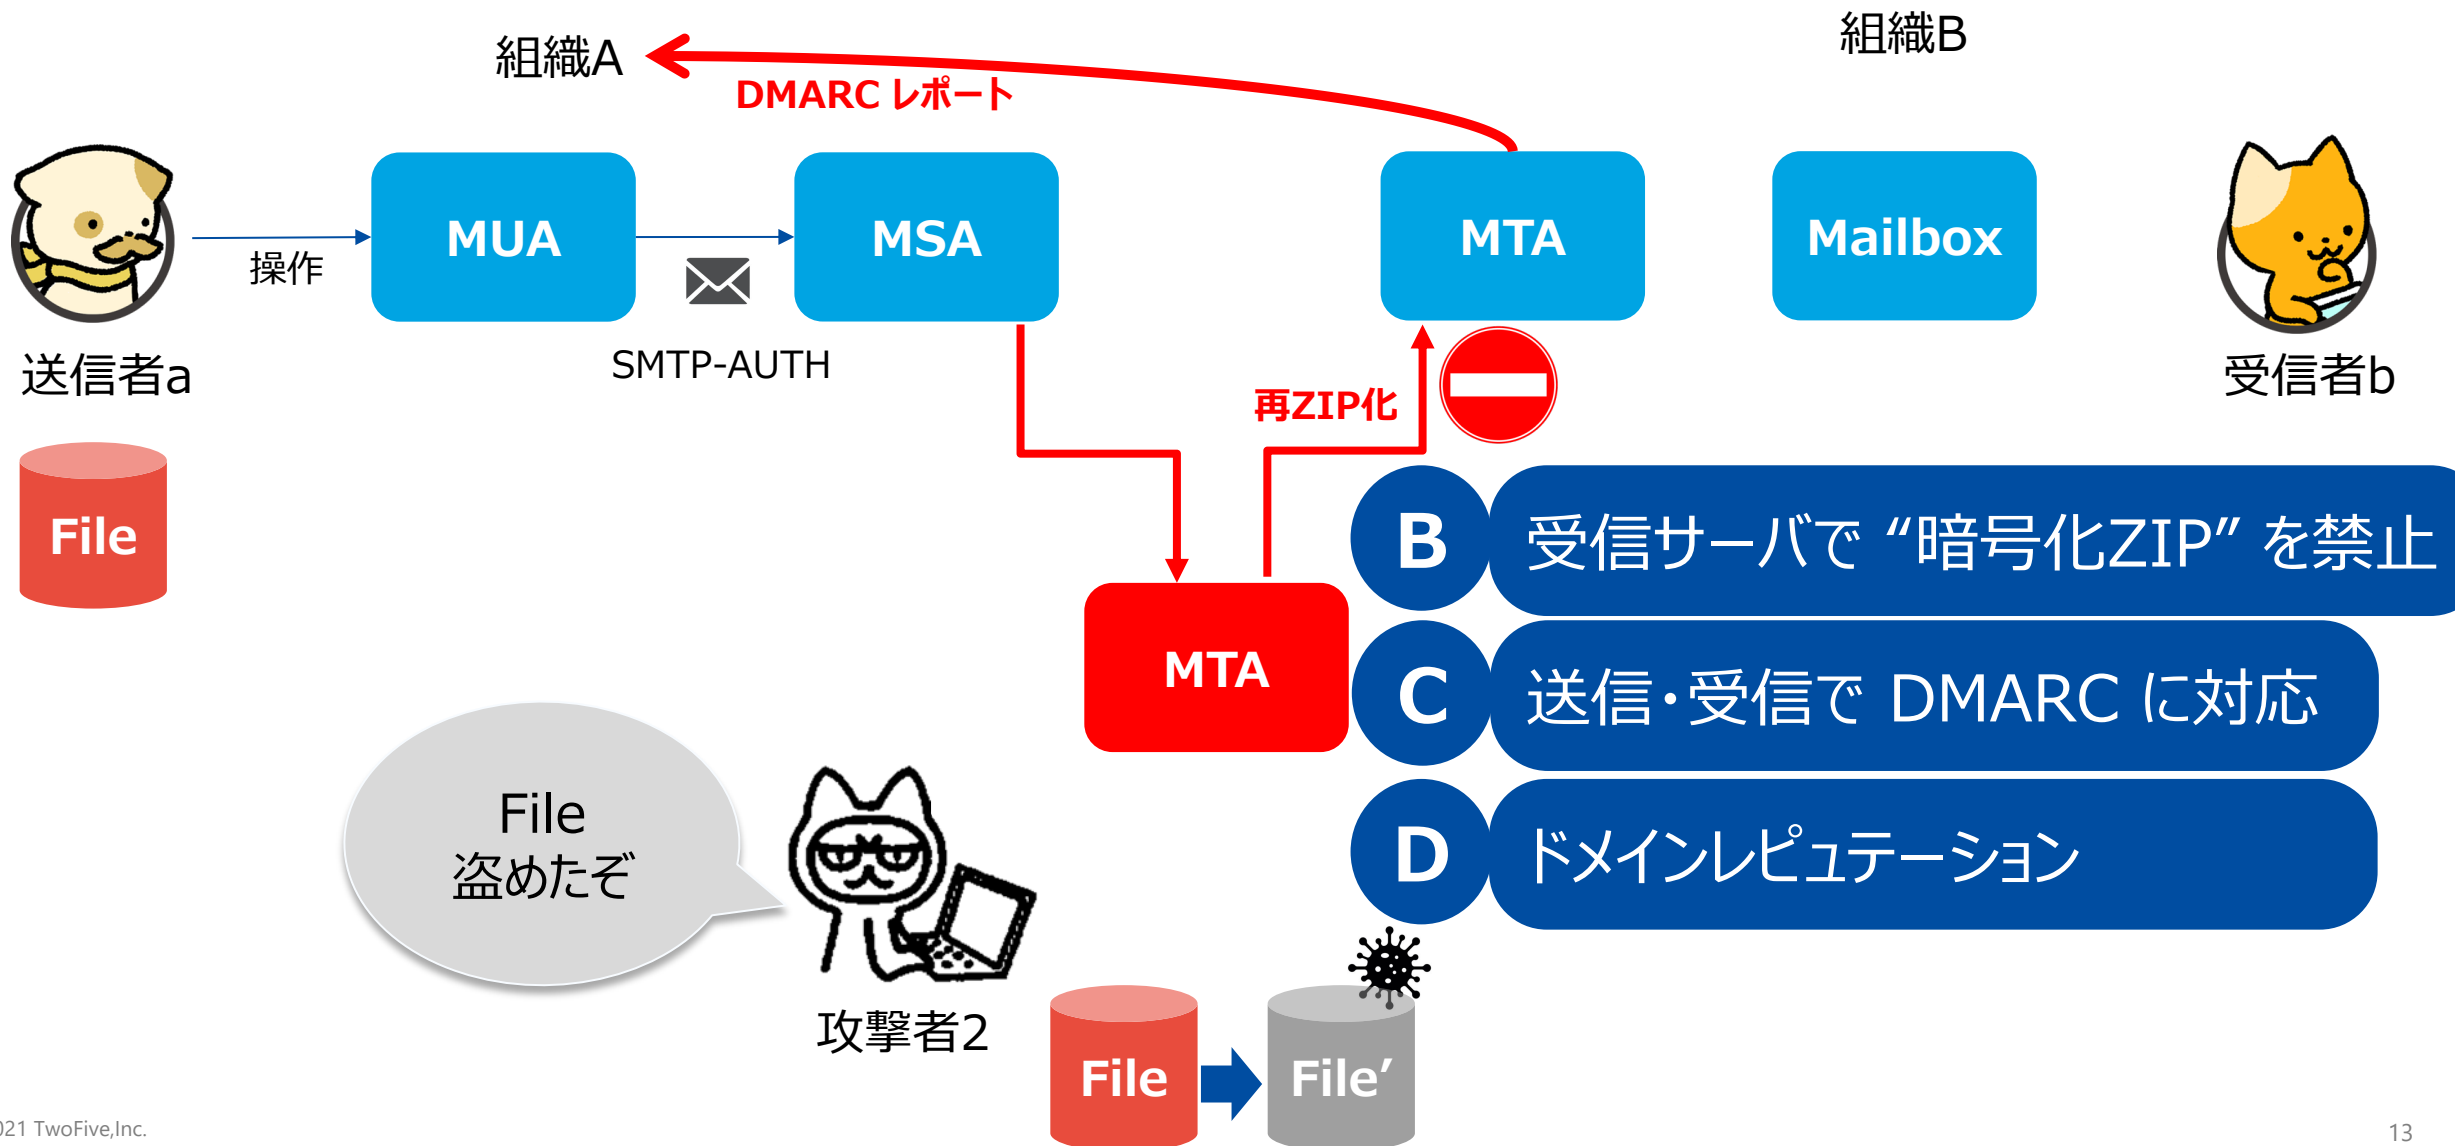 組織A
組織B
DMARC レポート
MUA
MSA
MTA
Mailbox
操作
SMTP-AUTH
送信者a
受信者b
再ZIP化
File
B
受信サーバで “暗号化ZIP” を禁止
MTA
C
送信・受信で DMARC に対応
File
盗めたぞ
D
ドメインレピュテーション
攻撃者2
File
File’
021 TwoFive,Inc.
13